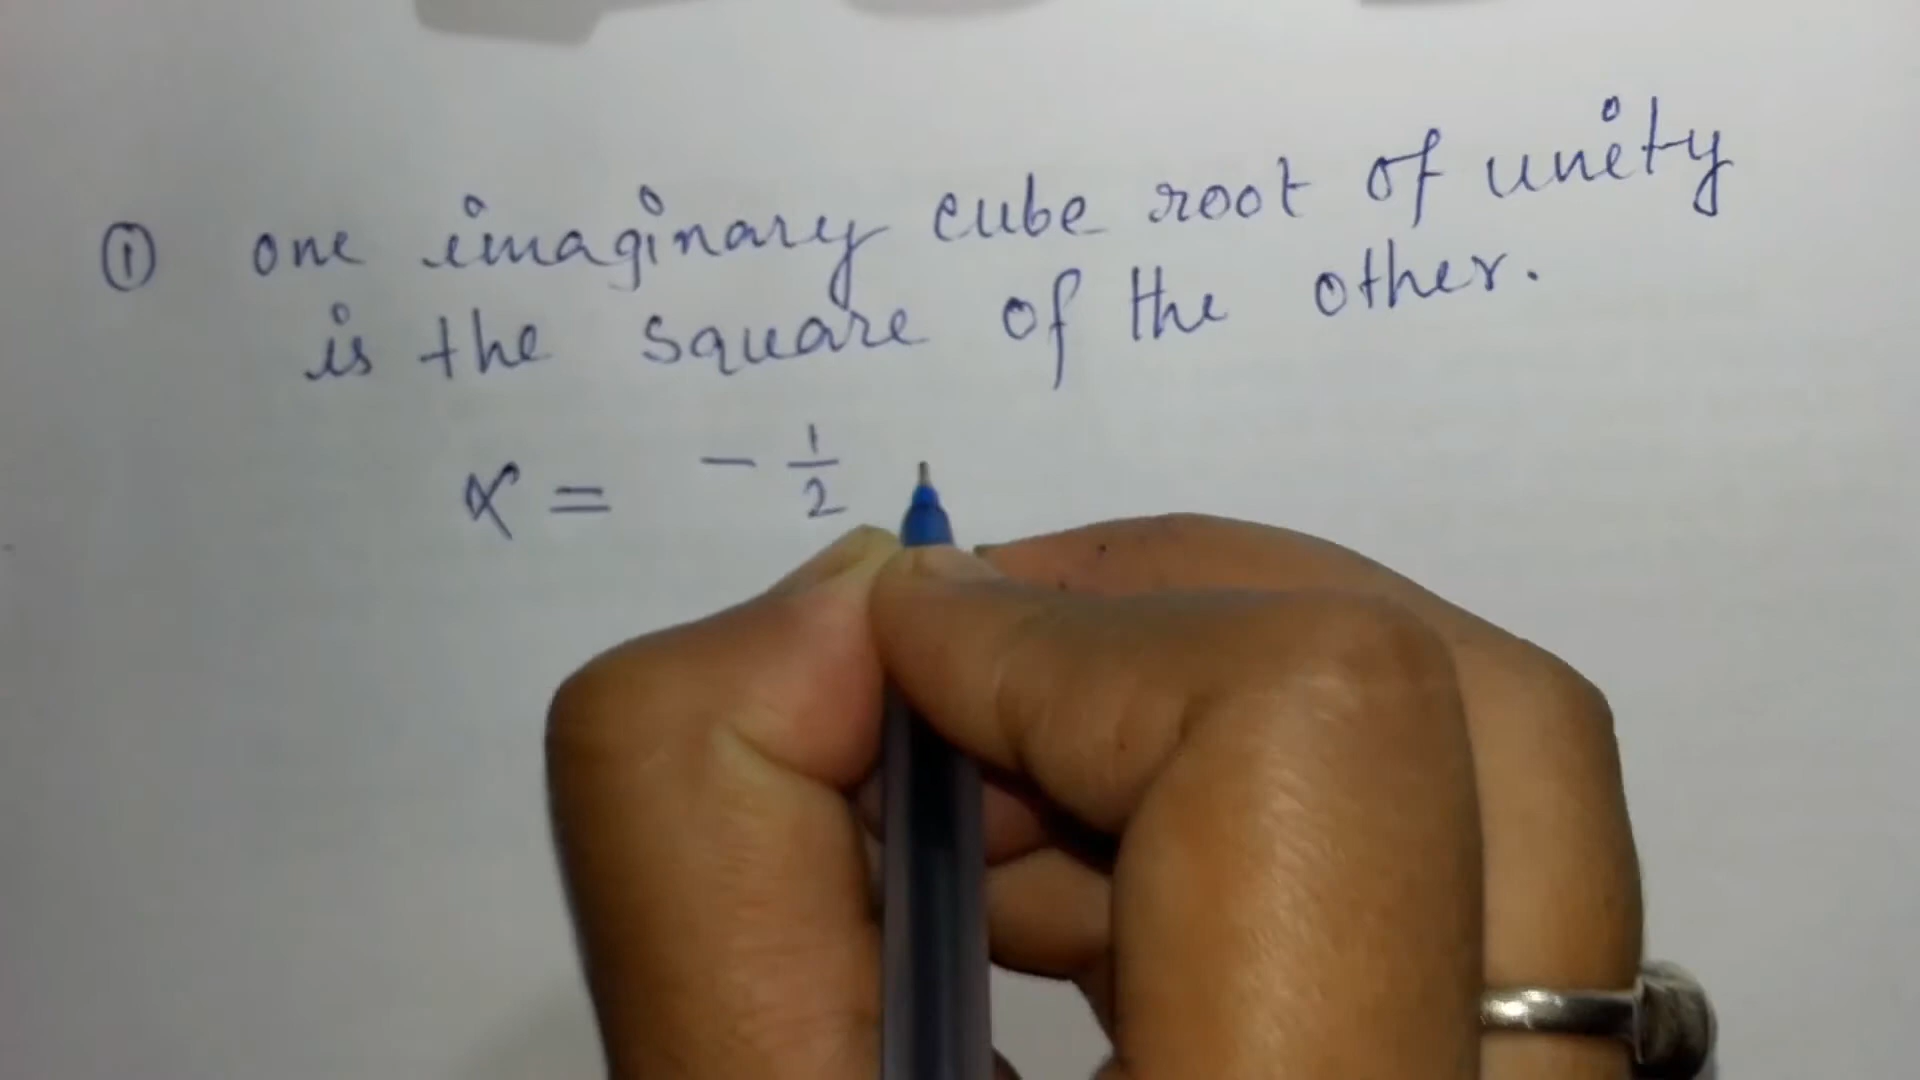 ① one imaginary cube root of unity
is the square of the other.
α = - 1/2